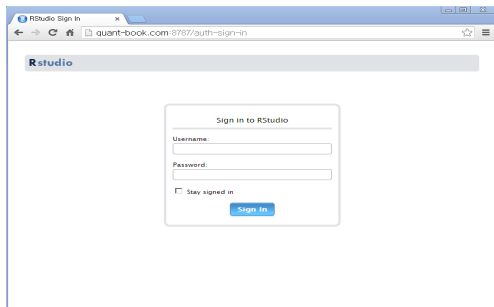 RStudio Sign In
quant-book.com:8787/auth-sign-in
Rstudio
Sign in to RStudio
Username:
Password:
Stay signed in
Sign In